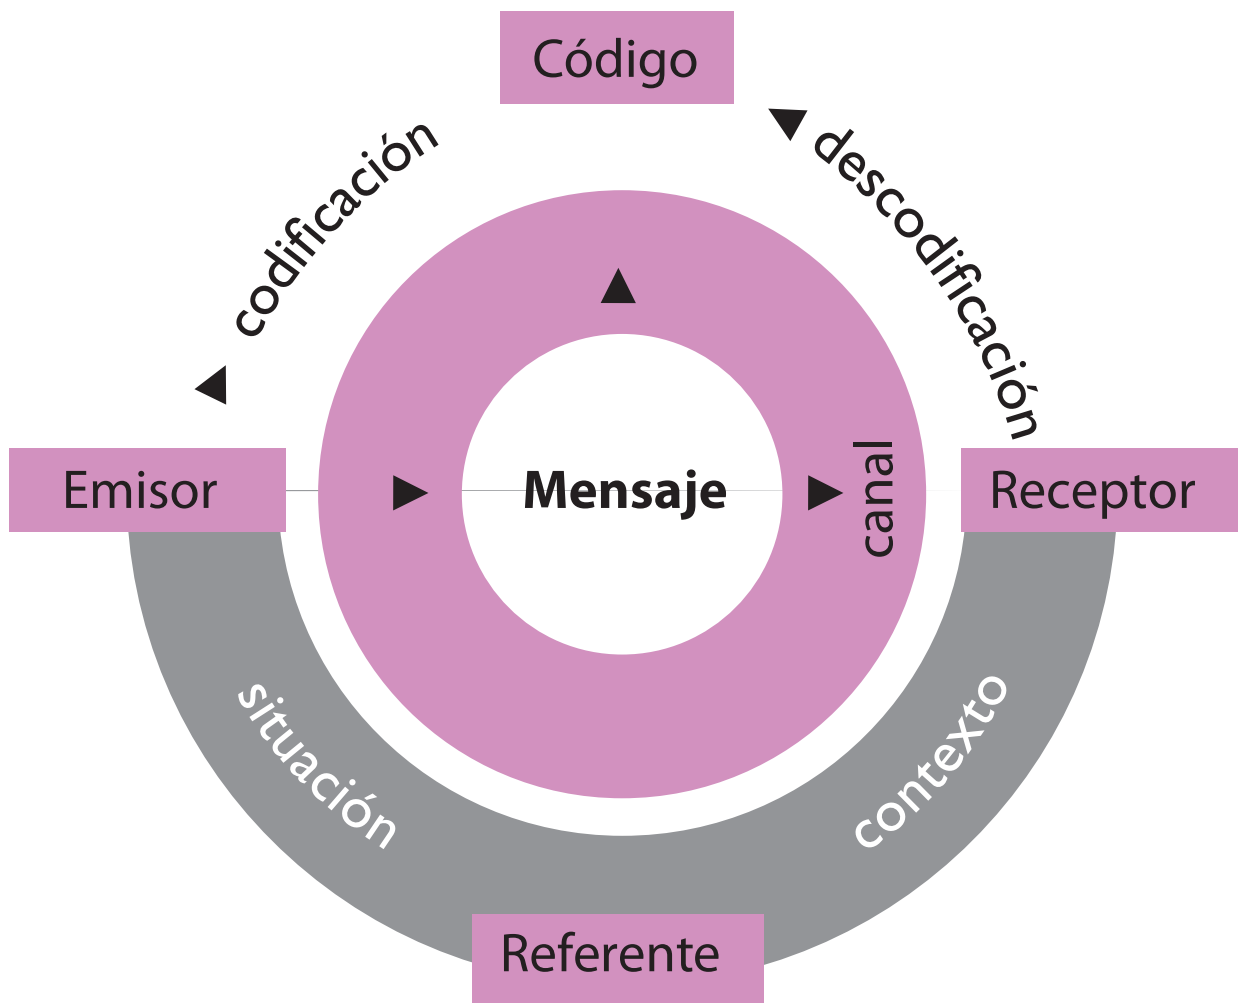 Código
codificación
descodificación
Emisor
Mensaje
canal
Receptor
situación
contexto
Referente